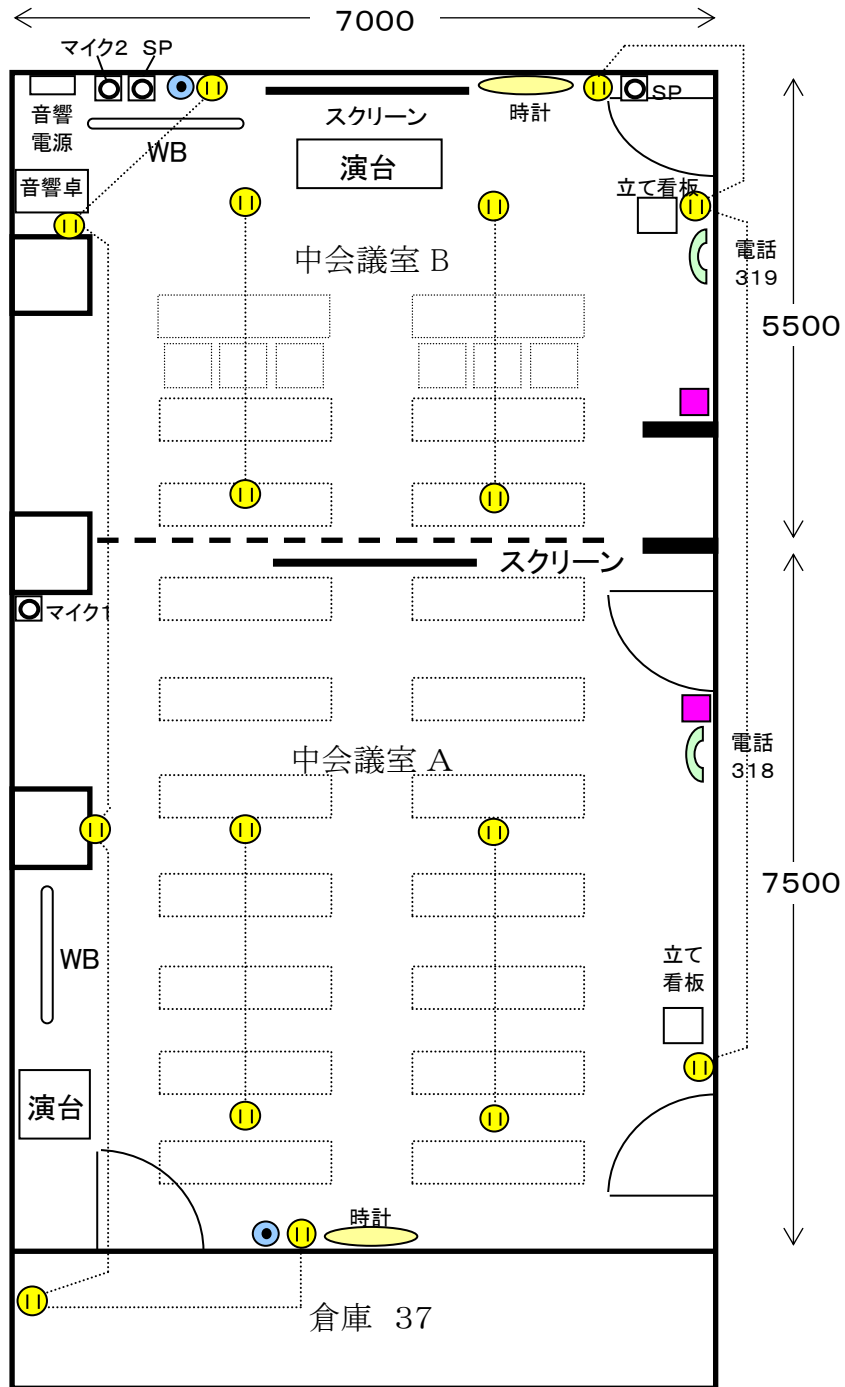 7000
マイク2 SP
SP
音響
電源
スクリーン
時計
WB
演台
音響卓
立て看板
中会議室 B
電話
319
5500
スクリーン
マイク1
中会議室 A
電話
318
7500
WB
立て
看板
演台
時計
倉庫 37